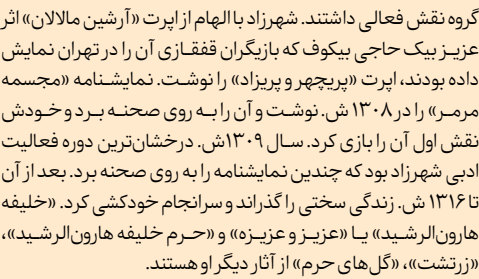 گروه نقش فعالی داشتند. شهرزاد با الهام از اپرت «آرشین مالالان» اثر
عزیز بیک حاجی بیکوف که بازیگران قفقازی آن را در تهران نمایش
داده بودند، اپرت «پریچهر و پریزاد» را نوشت. نمایشنامه «مجسمه
مرمر» را در ۱۳۰۸ ش. نوشت و آن را به روی صحنه برد و خودش
نقش اول آن را بازی کرد. سال ۱۳۰۹ش. درخشان‌ترین دوره فعالیت
ادبی شهرزاد بود که چندین نمایشنامه را به روی صحنه برد. بعد از آن
تا ۱۳۱۶ ش. زندگی سختی را گذراند و سرانجام خودکشی کرد. «خلیفه
هارون‌الرشید» یا «عزیز و عزیزه» و «حرم خلیفه هارون‌الرشید»،
«زرتشت»، «گل‌های حرم» از آثار دیگر او هستند.